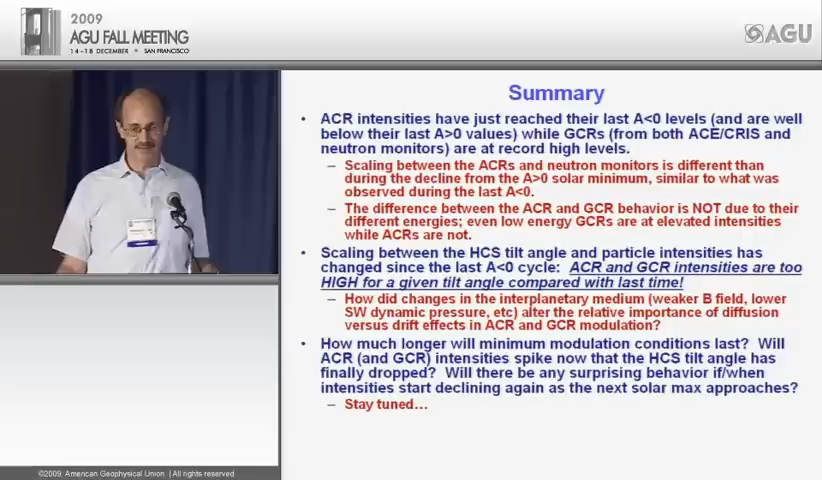 2009
AGU FALL MEETING
14-18 DECEMBER • SAN FRANCISCO
AGU
Summary
• ACR intensities have just reached their last A<0 levels (and are well
below their last A>0 values) while GCRs (from both ACE/CRIS and
neutron monitors) are at record high levels.
– Scaling between the ACRs and neutron monitors is different than
during the decline from the A>0 solar minimum, similar to what was
observed during the last A<0.
– The difference between the ACR and GCR behavior is NOT due to their
different energies; even low energy GCRs are at elevated intensities
while ACRs are not.
• Scaling between the HCS tilt angle and particle intensities has
changed since the last A<0 cycle: ACR and GCR intensities are too
HIGH for a given tilt angle compared with last time!
– How did changes in the interplanetary medium (weaker B field, lower
SW dynamic pressure, etc) alter the relative importance of diffusion
versus drift effects in ACR and GCR modulation?
• How much longer will minimum modulation conditions last? Will
ACR (and GCR) intensities spike now that the HCS tilt angle has
finally dropped? Will there be any surprising behavior if/when
intensities start declining again as the next solar max approaches?
– Stay tuned…
©2009. American Geophysical Union. | All rights reserved